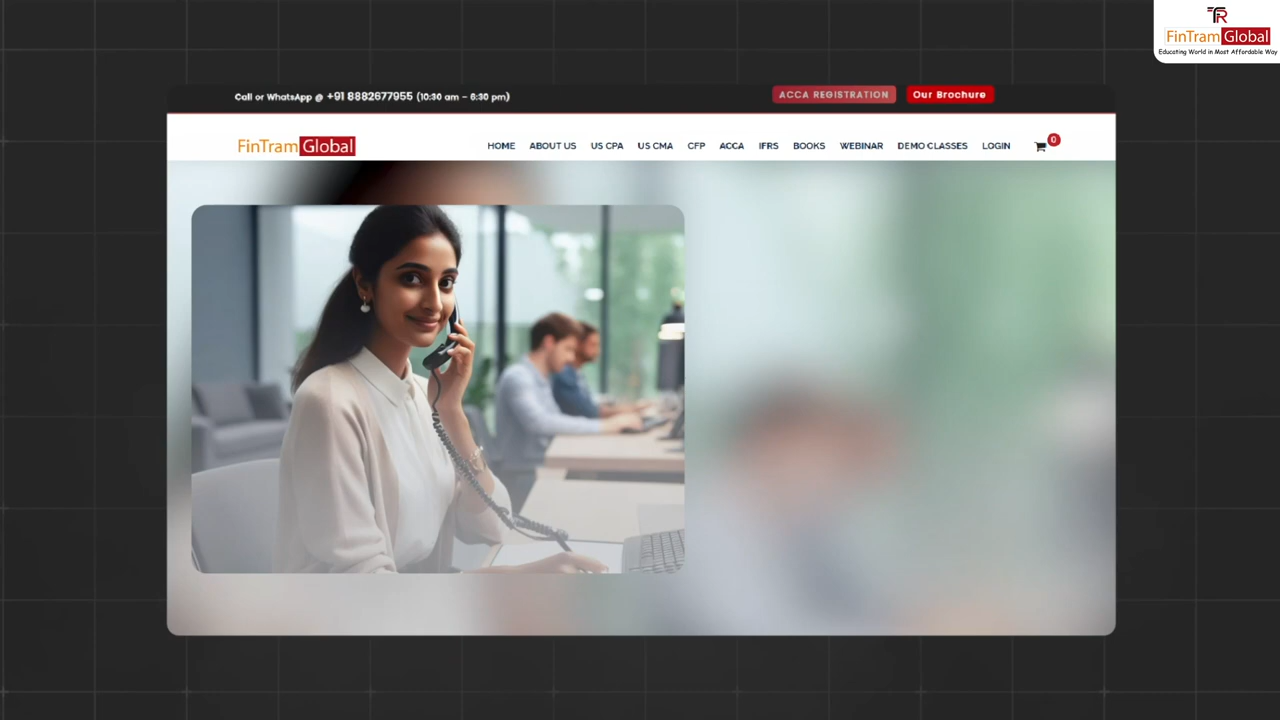 FR
FinTram Global
Educating World in Most Affordable Way
Call or WhatsApp @ +91 8882677955 (10:30 am – 6:30 pm)
ACCA REGISTRATION
Our Brochure
FinTram Global
HOME ABOUT US US CPA US CMA CFP ACCA IFRS BOOKS WEBINAR DEMO CLASSES LOGIN 0